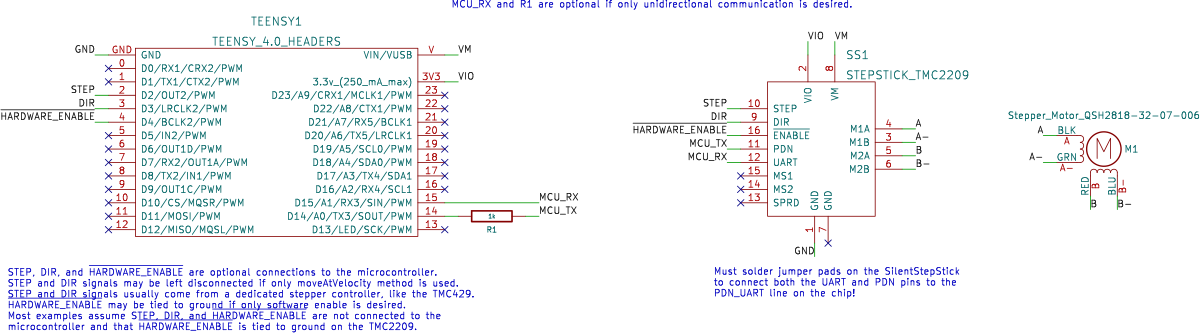 MCU_RX and R1 are optional if only unidirectional communication is desired.
TEENSY1
TEENSY_4.0_HEADERS
GND GND GND VIN/VUSB V VM
0 D0/RX1/CRX2/PWM
1 D1/TX1/CTX2/PWM 3.3v_(250_mA_max) 3V3 VIO
STEP 2 D2/OUT2/PWM D23/A9/CRX1/MCLK1/PWM 23
DIR 3 D3/LRCLK2/PWM D22/A8/CTX1/PWM 22
HARDWARE_ENABLE 4 D4/BCLK2/PWM D21/A7/RX5/BCLK1 21
5 D5/IN2/PWM D20/A6/TX5/LRCLK1 20
6 D6/OUT1D/PWM D19/A5/SCL0/PWM 19
7 D7/RX2/OUT1A/PWM D18/A4/SDA0/PWM 18
8 D8/TX2/IN1/PWM D17/A3/TX4/SDA1 17
9 D9/OUT1C/PWM D16/A2/RX4/SCL1 16
10 D10/CS/MQSR/PWM D15/A1/RX3/SIN/PWM 15 MCU_RX
11 D11/MOSI/PWM D14/A0/TX3/SOUT/PWM 14 1k MCU_TX
12 D12/MISO/MQSL/PWM D13/LED/SCK/PWM 13 R1
VIO VM
SS1
STEPSTICK_TMC2209
2 8
VIO VM
STEP 10 STEP
DIR 9 DIR
HARDWARE_ENABLE 16 ENABLE
MCU_TX 11 PDN
MCU_RX 12 UART
15 MS1
14 MS2
13 SPRD
M1A 4 A
M1B 3 A-
M2A 5 B
M2B 6 B-
GND GND
1 7
GND
Stepper_Motor_QSH2818-32-07-006
A BLK A
M M1
A- GRN A-
RED B BLU B-
B B-
STEP, DIR, and HARDWARE_ENABLE are optional connections to the microcontroller.
STEP and DIR signals may be left disconnected if only moveAtVelocity method is used.
STEP and DIR signals usually come from a dedicated stepper controller, like the TMC429.
HARDWARE_ENABLE may be tied to ground if only software enable is desired.
Most examples assume STEP, DIR, and HARDWARE_ENABLE are not connected to the
microcontroller and that HARDWARE_ENABLE is tied to ground on the TMC2209.
Must solder jumper pads on the SilentStepStick
to connect both the UART and PDN pins to the
PDN_UART line on the chip!